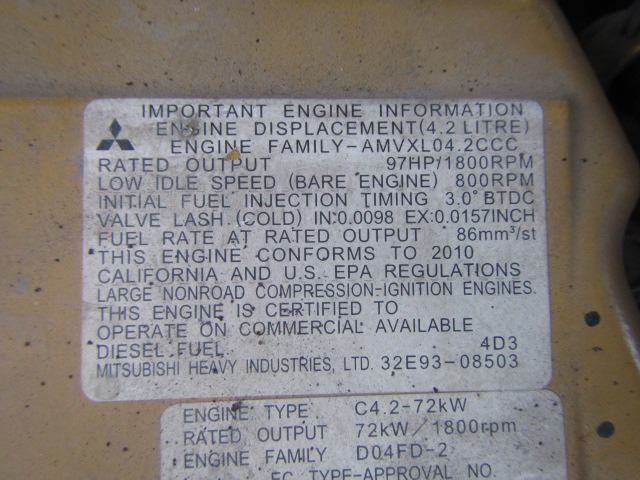 IMPORTANT ENGINE INFORMATION
ENGINE DISPLACEMENT(4.2 LITRE)
ENGINE FAMILY-AMVXL04.2CCC
RATED OUTPUT 97HP/1800RPM
LOW IDLE SPEED (BARE ENGINE) 800RPM
INITIAL FUEL INJECTION TIMING 3.0° BTDC
VALVE LASH (COLD) IN:0.0098 EX:0.0157INCH
FUEL RATE AT RATED OUTPUT 86mm³/st
THIS ENGINE CONFORMS TO 2010
CALIFORNIA AND U.S. EPA REGULATIONS
LARGE NONROAD COMPRESSION-IGNITION ENGINES.
THIS ENGINE IS CERTIFIED TO
OPERATE ON COMMERCIAL AVAILABLE
DIESEL FUEL. 4D3
MITSUBISHI HEAVY INDUSTRIES, LTD. 32E93-08503
ENGINE TYPE C4.2-72kW
RATED OUTPUT 72kW/1800rpm
ENGINE FAMILY D04FD-2
EC TYPE-APPROVAL NO.